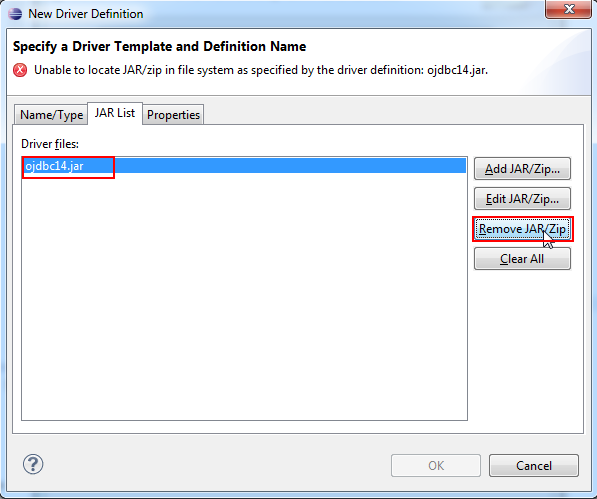 New Driver Definition
Specify a Driver Template and Definition Name
Unable to locate JAR/zip in file system as specified by the driver definition: ojdbc14.jar.
Name/Type JAR List Properties
Driver files:
ojdbc14.jar
Add JAR/Zip...
Edit JAR/Zip...
Remove JAR/Zip
Clear All
?
OK Cancel